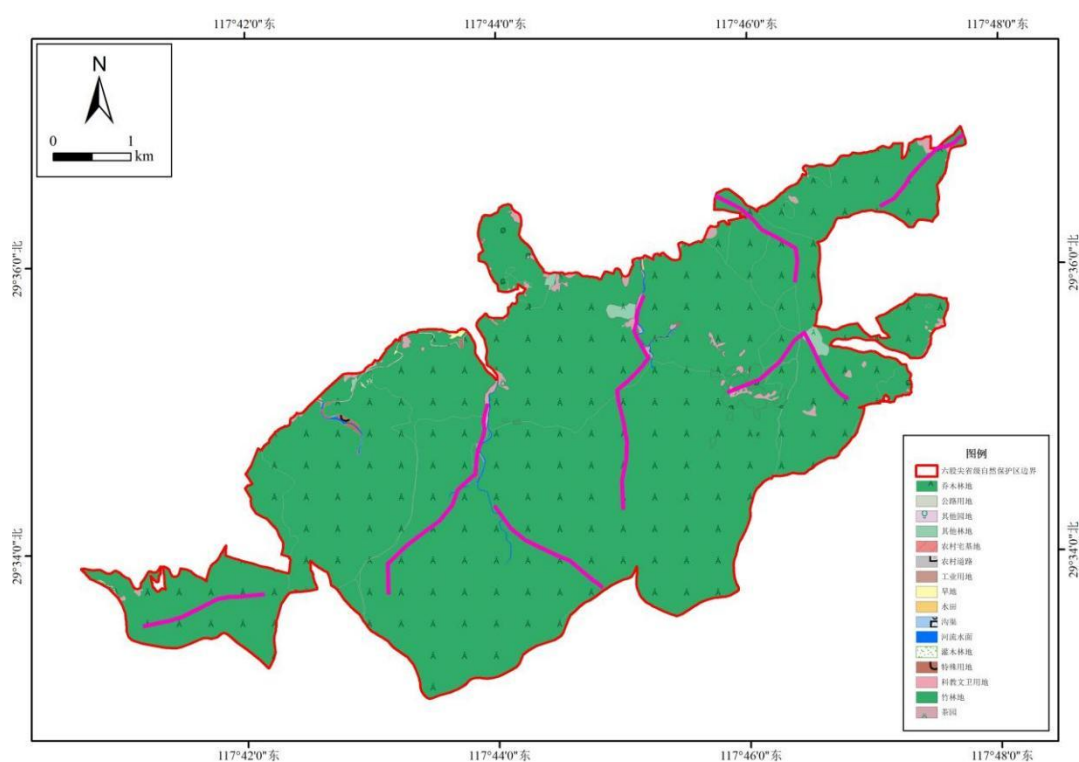 117°42'0"东
117°44'0"东
117°46'0"东
117°48'0"东
N
0 1
km
29°36'0"北
29°36'0"北
29°34'0"北
29°34'0"北
图例
六股尖省级自然保护区边界
乔木林地
公路用地
其他园地
其他林地
农村宅基地
农村道路
工业用地
旱地
水田
沟渠
河流水面
灌木林地
特殊用地
科教文卫用地
竹林地
茶园
117°42'0"东
117°44'0"东
117°46'0"东
117°48'0"东